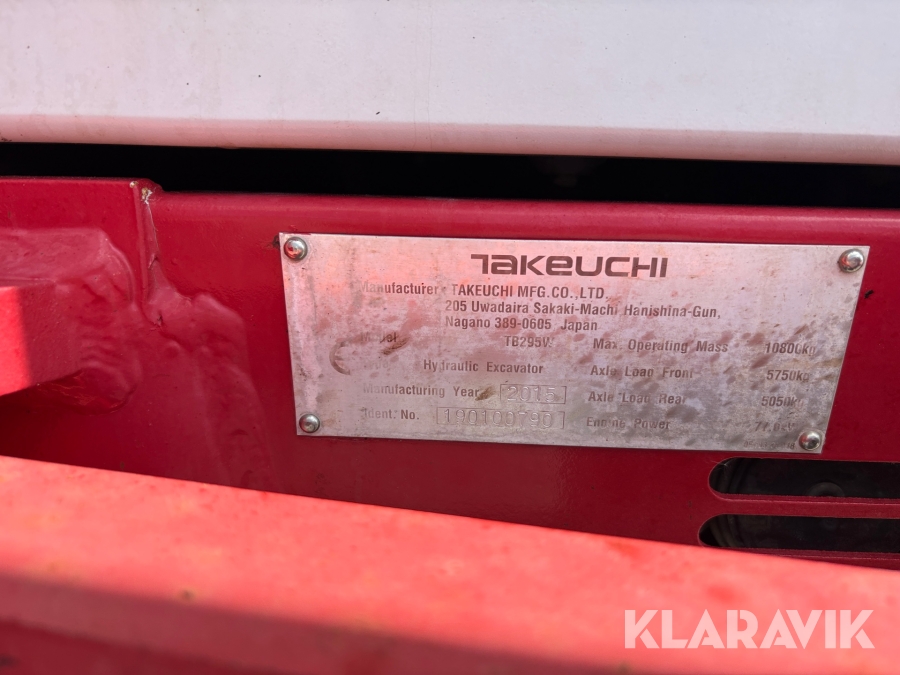 TAKEUCHI
Manufacturer TAKEUCHI MFG.CO.,LTD.
205 Uwadaira Sakaki-Machi Hanishina-Gun,
Nagano 389-0605 Japan
TB295W Max. Operating Mass 10800kg
Hydraulic Excavator Axle Load Front 5750kg
Manufacturing Year 2015 Axle Load Rear 5050kg
Ident. No. 190100790 Engine Power
KLARAVIK